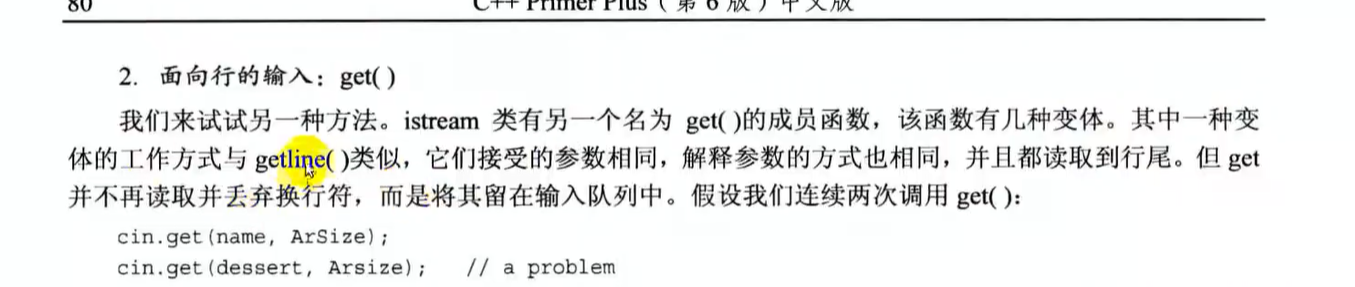 80 C++ Primer Plus（第 6 版）中文版
2. 面向行的输入：get( )
我们来试试另一种方法。istream 类有另一个名为 get( )的成员函数，该函数有几种变体。其中一种变
体的工作方式与 getline( )类似，它们接受的参数相同，解释参数的方式也相同，并且都读取到行尾。但 get
并不再读取并丢弃换行符，而是将其留在输入队列中。假设我们连续两次调用 get( )：
cin.get(name, ArSize);
cin.get(dessert, Arsize); // a problem